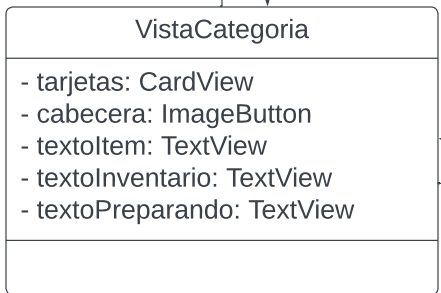 VistaCategoria
- tarjetas: CardView
- cabecera: ImageButton
- textoItem: TextView
- textoInventario: TextView
- textoPreparando: TextView